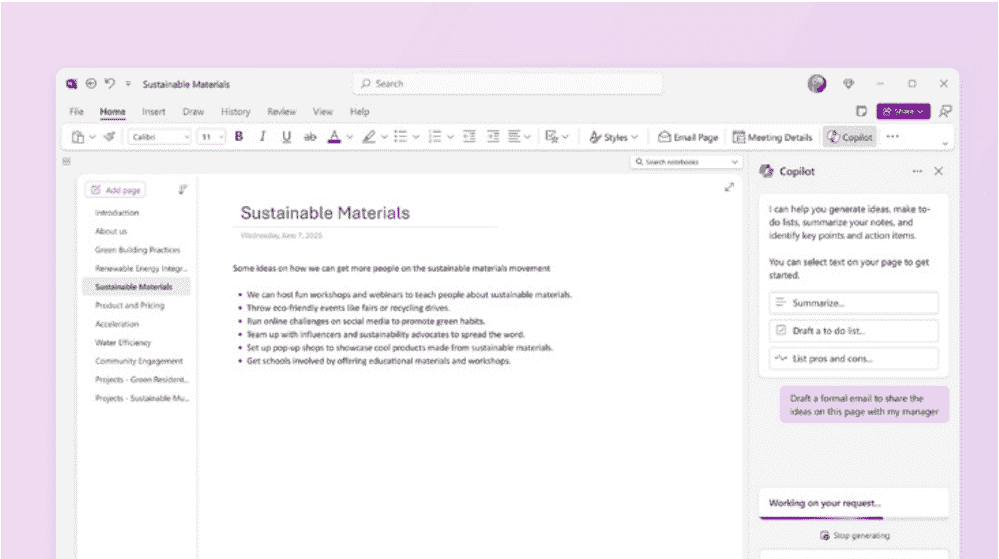 Sustainable Materials
Search
File Home Insert Draw History Review View Help
Share
Calibri 11 B I U ab A Styles Email Page Meeting Details Copilot
Search notebooks
Add page
Introduction
About us
Green Building Practices
Renewable Energy Integr...
Sustainable Materials
Product and Pricing
Acceleration
Water Efficiency
Community Engagement
Projects - Green Resident...
Projects - Sustainable Mu...
Sustainable Materials
Wednesday, June 7, 2025
Some ideas on how we can get more people on the sustainable materials movement
• We can host fun workshops and webinars to teach people about sustainable materials.
• Throw eco-friendly events like fairs or recycling drives.
• Run online challenges on social media to promote green habits.
• Team up with influencers and sustainability advocates to spread the word.
• Set up pop-up shops to showcase cool products made from sustainable materials.
• Get schools involved by offering educational materials and workshops.
Copilot
I can help you generate ideas, make to-
do lists, summarize your notes, and
identify key points and action items.
You can select text on your page to get
started.
Summarize...
Draft a to do list...
List pros and cons...
Draft a formal email to share the
ideas on this page with my manager
Working on your request...
Stop generating